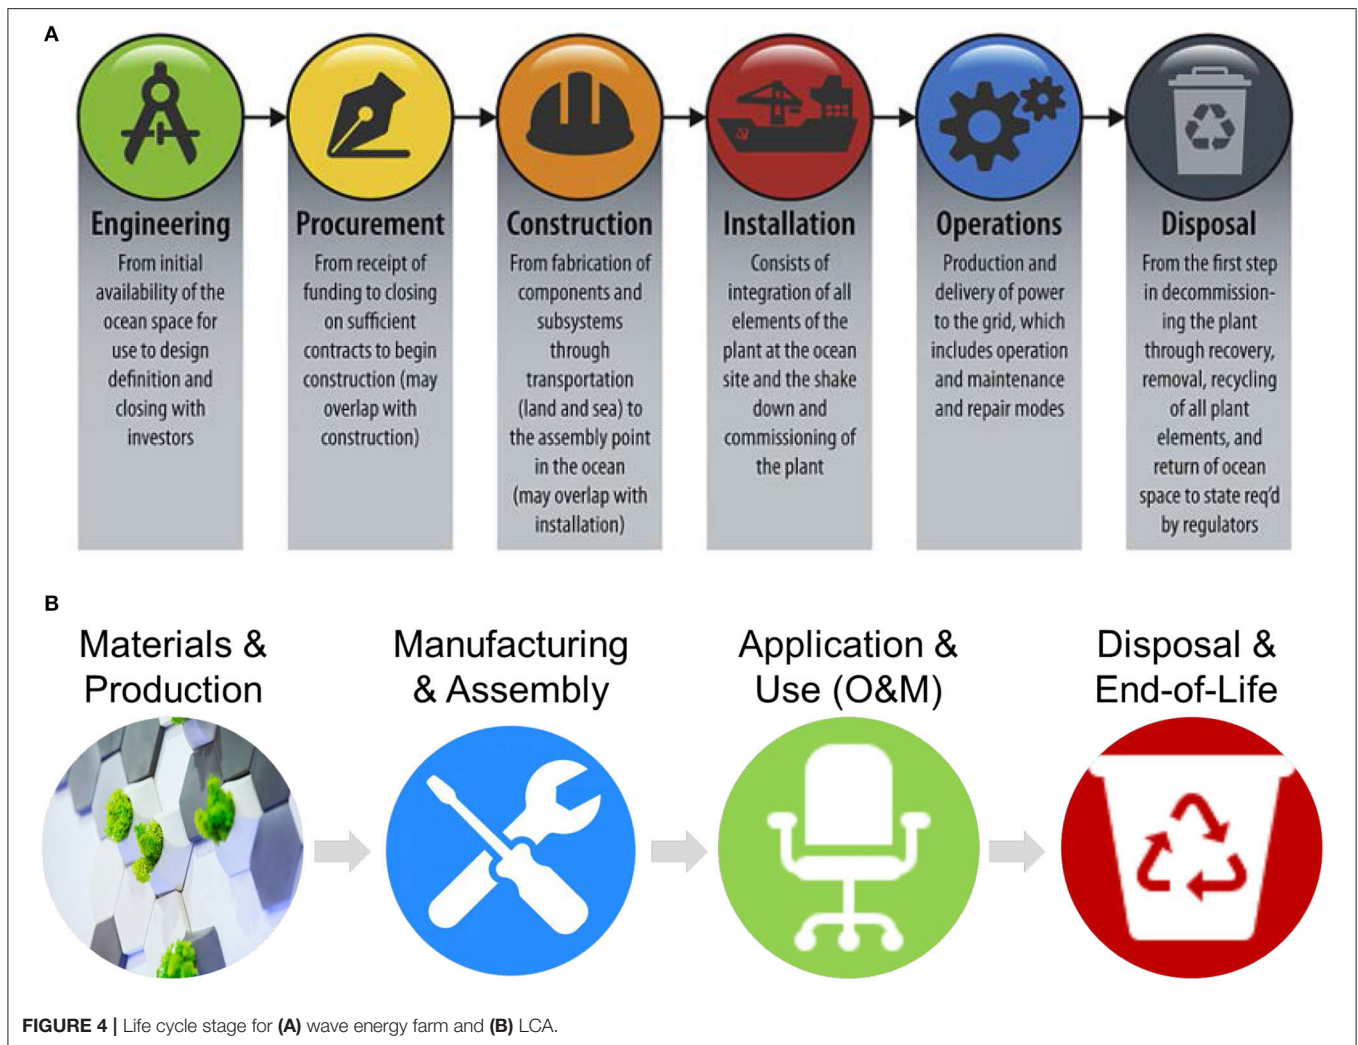 A
Engineering
From initial
availability of the
ocean space for
use to design
definition and
closing with
investors
Procurement
From receipt of
funding to closing
on sufficient
contracts to begin
construction (may
overlap with
construction)
Construction
From fabrication of
components and
subsystems
through
transportation
(land and sea) to
the assembly point
in the ocean
(may overlap with
installation)
Installation
Consists of
integration of all
elements of the
plant at the ocean
site and the shake
down and
commissioning of
the plant
Operations
Production and
delivery of power
to the grid, which
includes operation
and maintenance
and repair modes
Disposal
From the first step
in decommission-
ing the plant
through recovery,
removal, recycling
of all plant
elements, and
return of ocean
space to state req'd
by regulators
B
Materials &
Production
Manufacturing
& Assembly
Application &
Use (O&M)
Disposal &
End-of-Life
FIGURE 4 | Life cycle stage for (A) wave energy farm and (B) LCA.